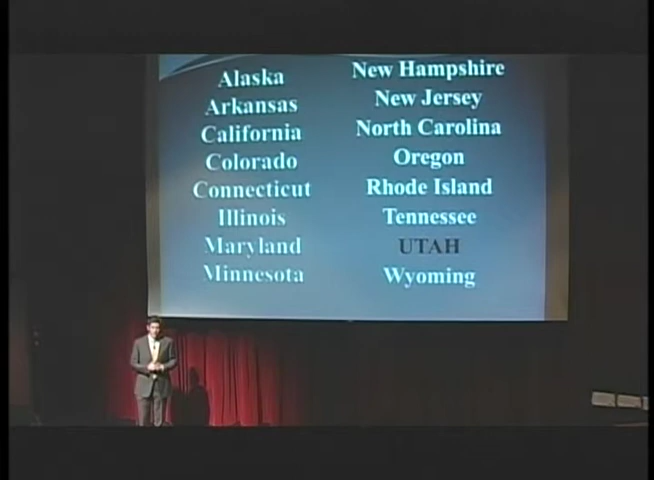 Alaska
Arkansas
California
Colorado
Connecticut
Illinois
Maryland
Minnesota
New Hampshire
New Jersey
North Carolina
Oregon
Rhode Island
Tennessee
UTAH
Wyoming